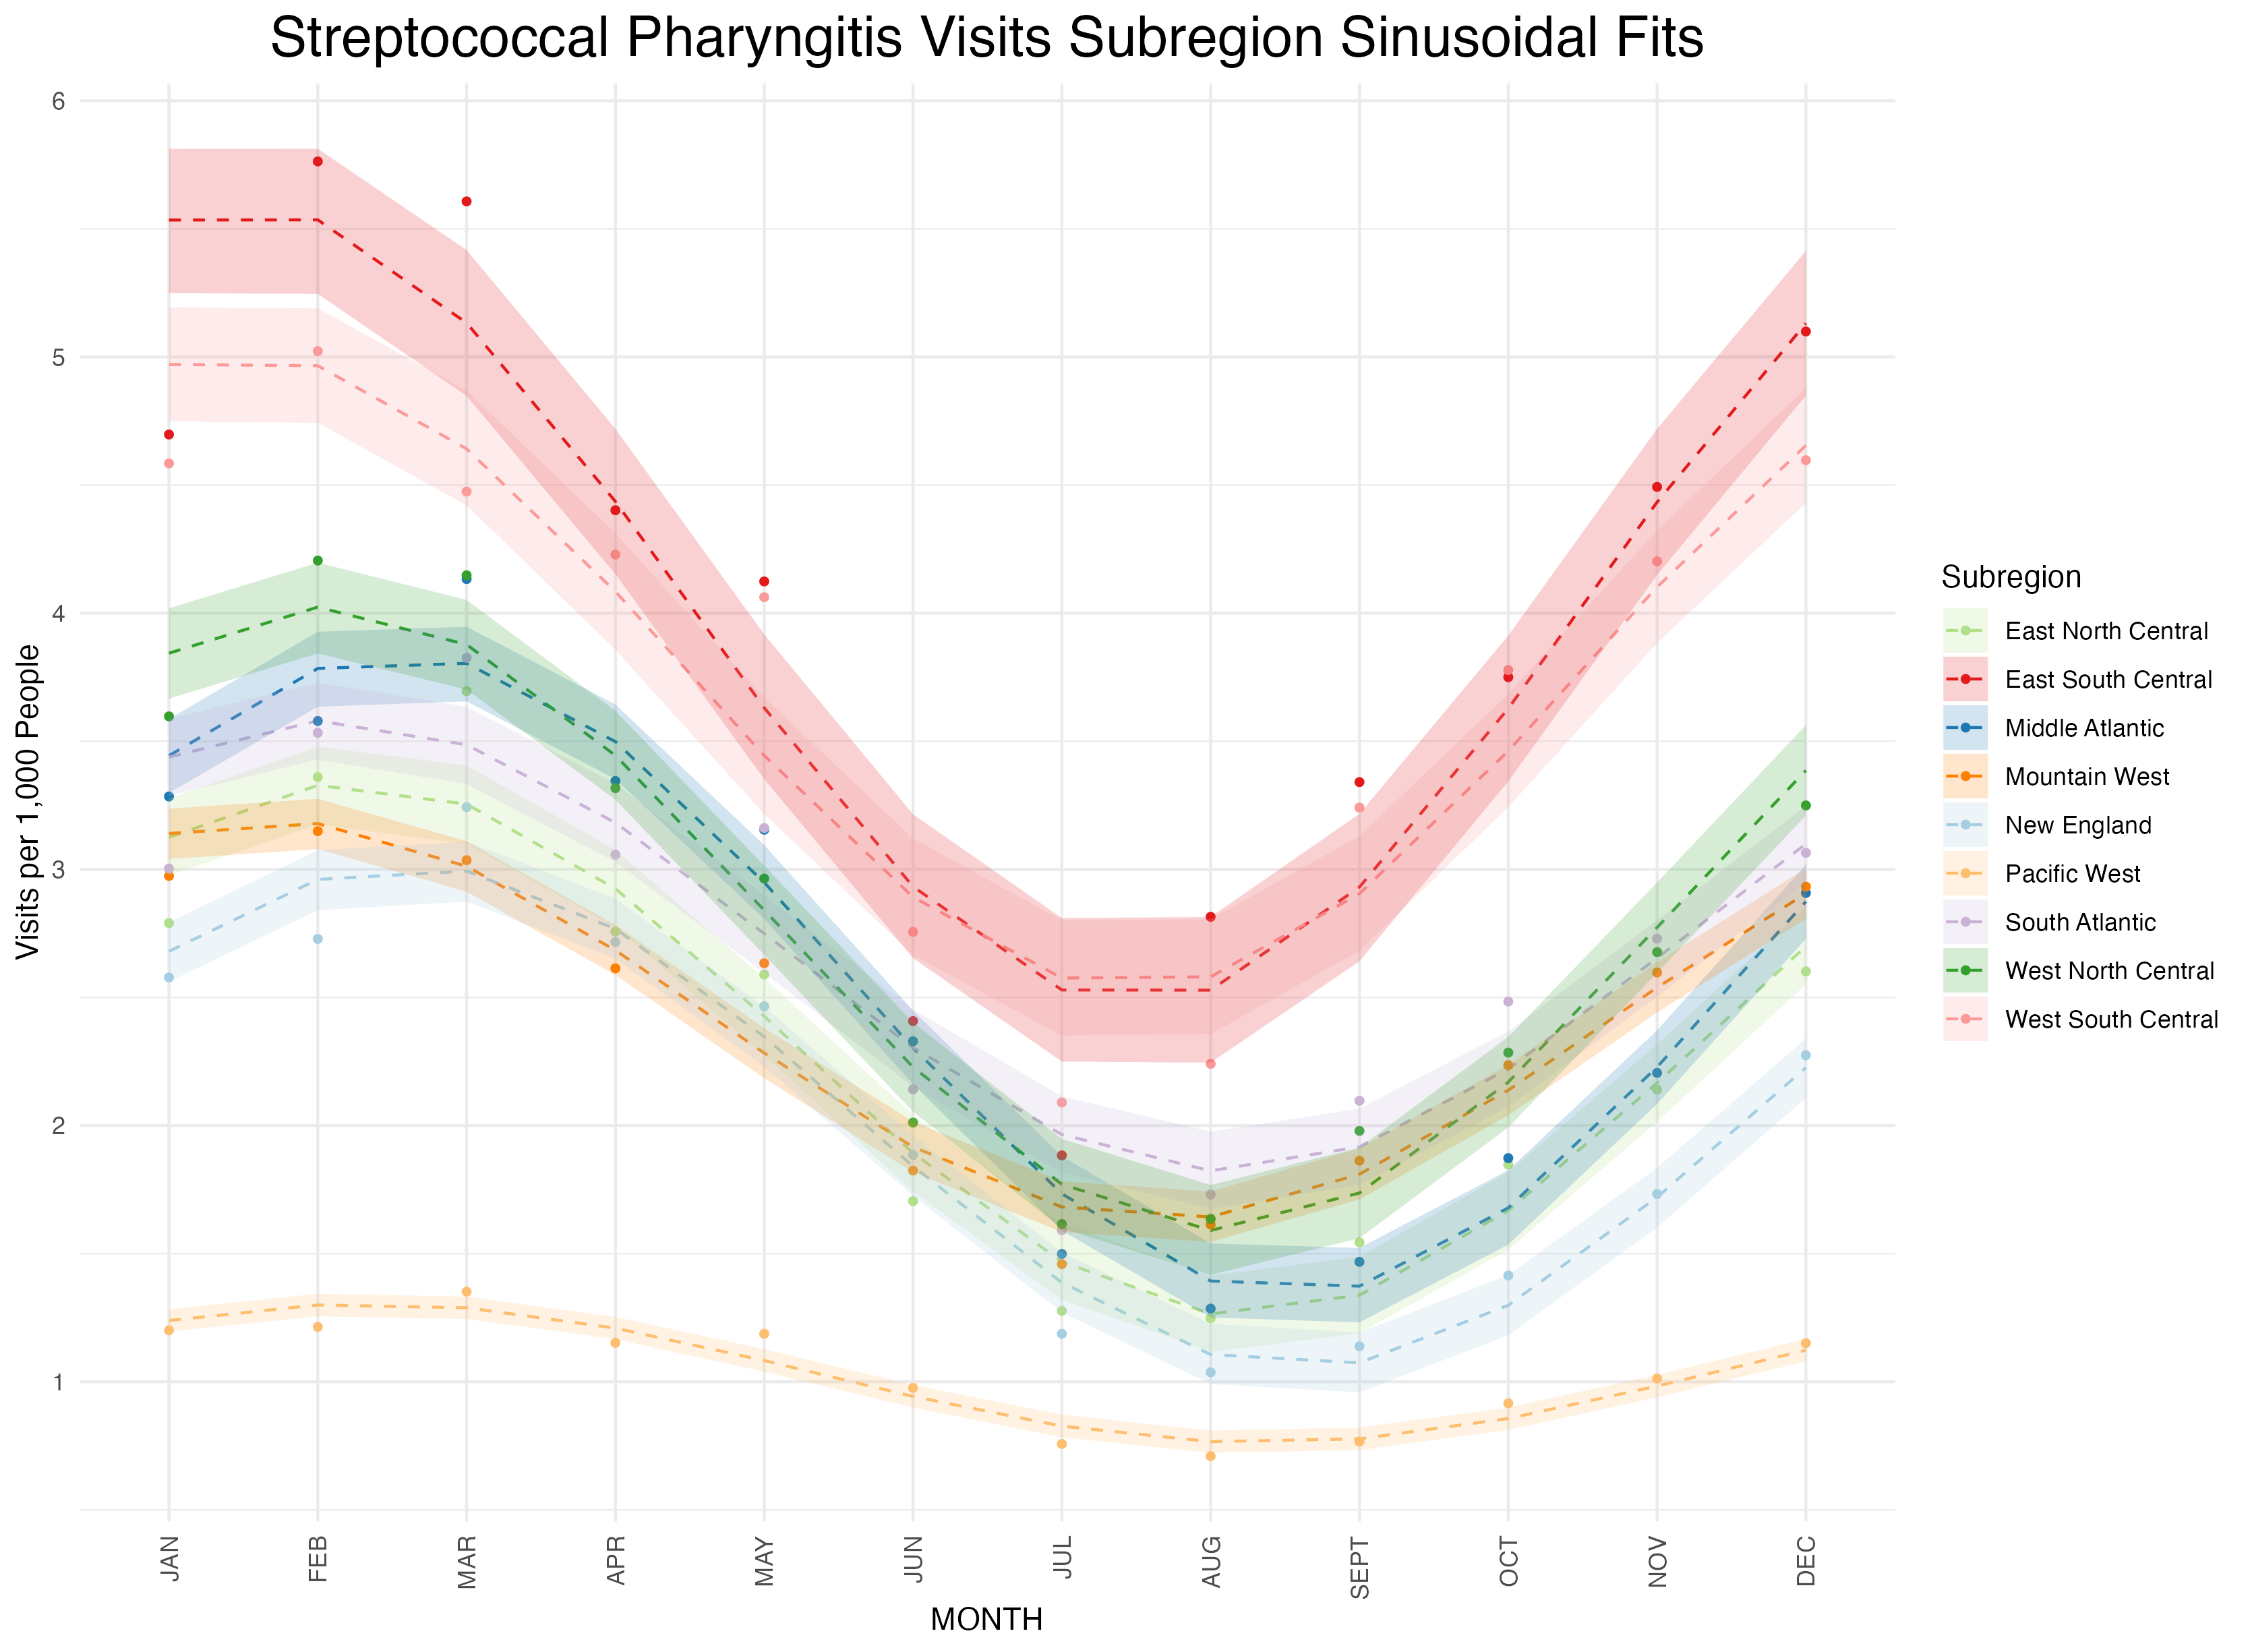 Streptococcal Pharyngitis Visits Subregion Sinusoidal Fits
Visits per 1,000 People
6
5
4
3
2
1
JAN
FEB
MAR
APR
MAY
JUN
JUL
AUG
SEPT
OCT
NOV
DEC
MONTH
Subregion
East North Central
East South Central
Middle Atlantic
Mountain West
New England
Pacific West
South Atlantic
West North Central
West South Central